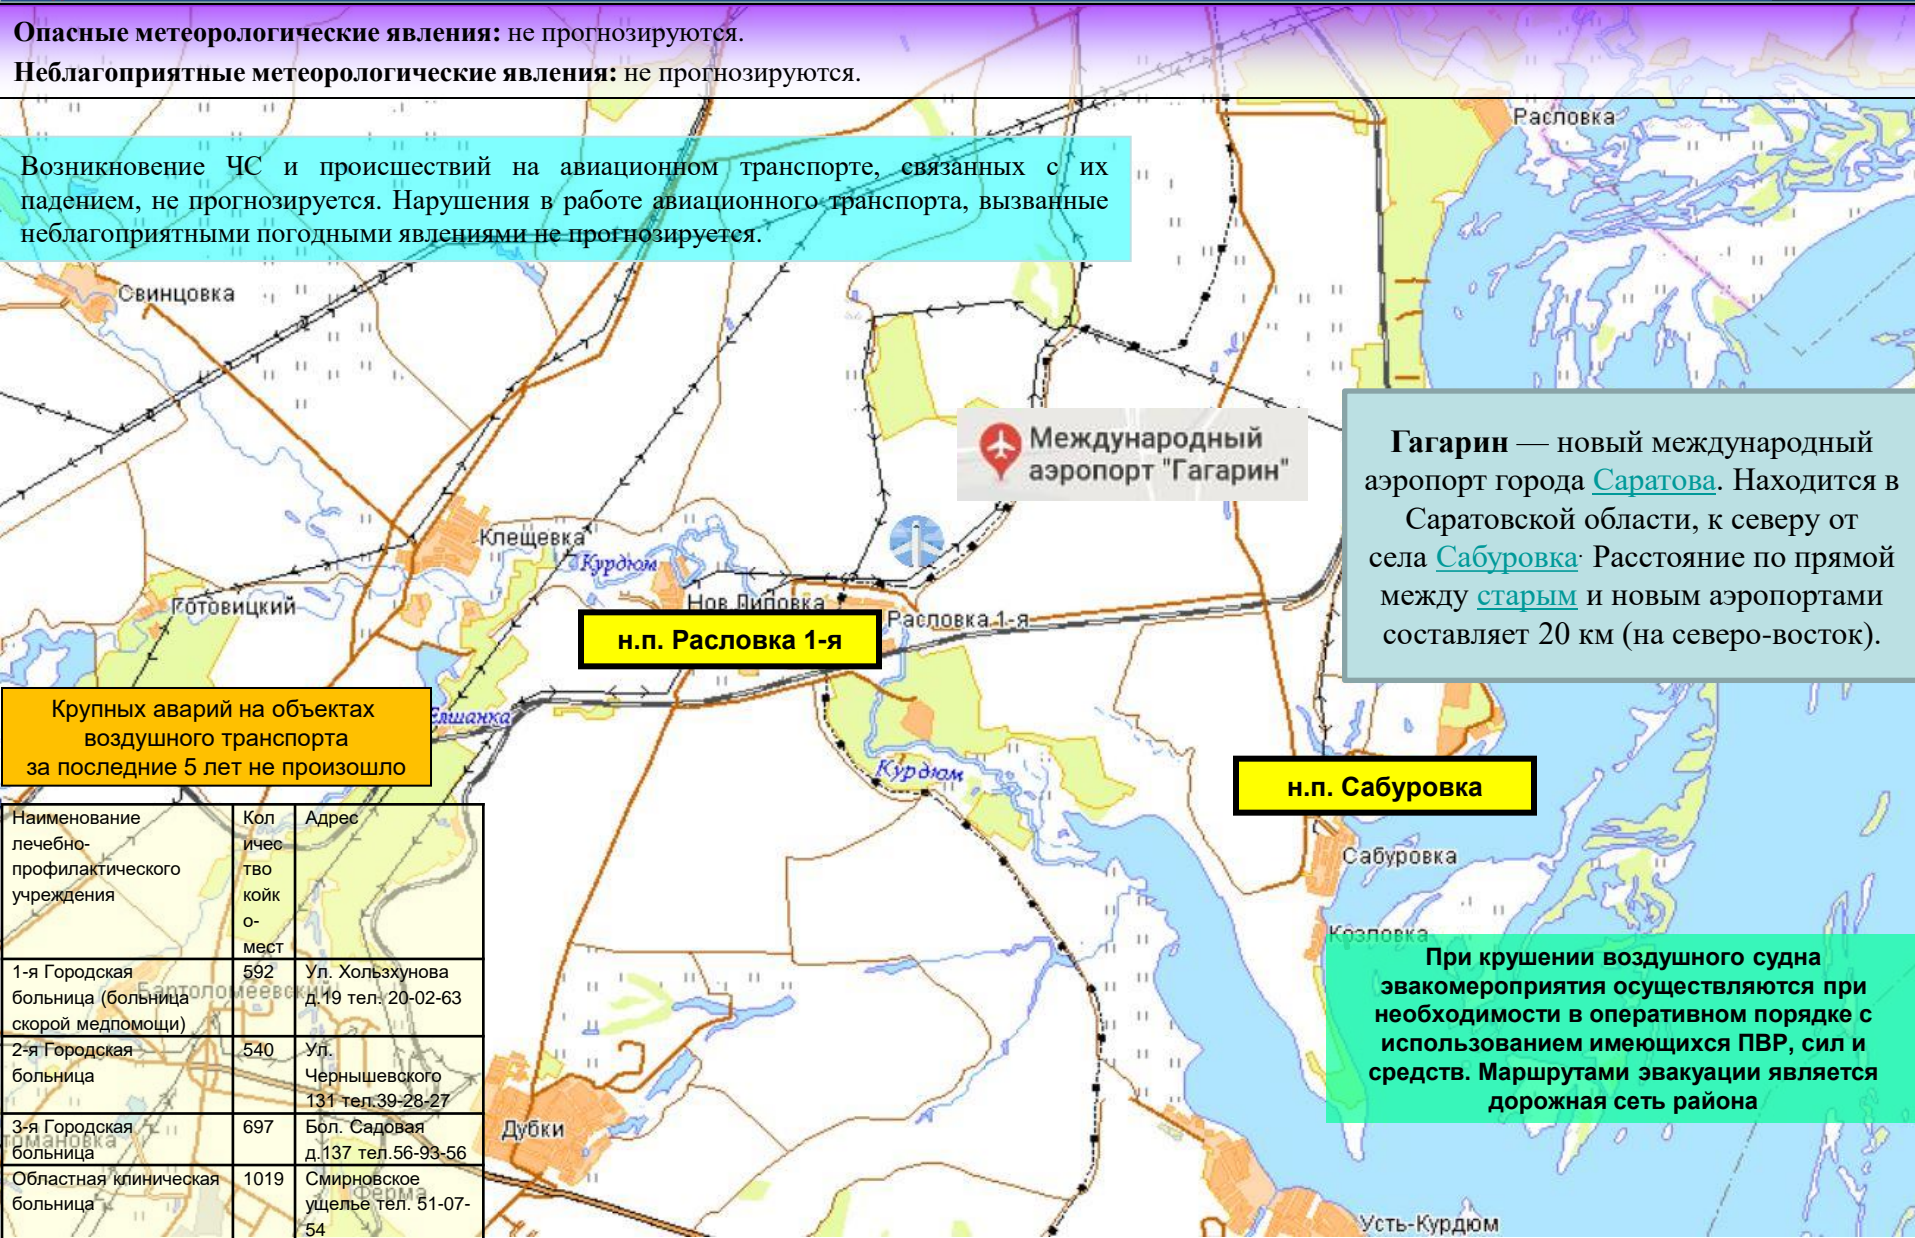 Опасные метеорологические явления: не прогнозируются.
Неблагоприятные метеорологические явления: не прогнозируются.
Расловка
Возникновение ЧС и происшествий на авиационном транспорте, связанных с их
падением, не прогнозируется. Нарушения в работе авиационного транспорта, вызванные
неблагоприятными погодными явлениями не прогнозируется.
Свинцовка
Международный
аэропорт "Гагарин"
Гагарин — новый международный
аэропорт города Саратова. Находится в
Саратовской области, к северу от
села Сабуровка. Расстояние по прямой
между старым и новым аэропортами
составляет 20 км (на северо-восток).
Клещевка
Курдюм
Готовицкий
Нов.Липовка
Расловка 1-я
н.п. Расловка 1-я
Елшанка
Крупных аварий на объектах
воздушного транспорта
за последние 5 лет не произошло
Курдюм
н.п. Сабуровка
Сабуровка
Козловка
При крушении воздушного судна
эвакомероприятия осуществляются при
необходимости в оперативном порядке с
использованием имеющихся ПВР, сил и
средств. Маршрутами эвакуации является
дорожная сеть района
Наименование
лечебно-
профилактического
учреждения
Кол
ичес
тво
койк
о-
мест
Адрес
1-я Городская
больница (больница
скорой медпомощи)
592
Ул. Хользхунова
д.19 тел. 20-02-63
Бартоломеевский
2-я Городская
больница
540
Ул.
Чернышевского
131 тел.39-28-27
3-я Городская
больница
697
Бол. Садовая
д.137 тел.56-93-56
Областная клиническая
больница
1019
Смирновское
ущелье тел. 51-07-
54
Ферма
Дубки
Усть-Курдюм